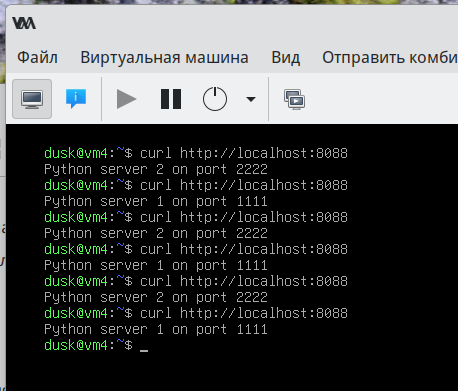 Файл Виртуальная машина Вид Отправить комби
dusk@vm4:~$ curl http://localhost:8088
Python server 2 on port 2222
dusk@vm4:~$ curl http://localhost:8088
Python server 1 on port 1111
dusk@vm4:~$ curl http://localhost:8088
Python server 2 on port 2222
dusk@vm4:~$ curl http://localhost:8088
Python server 1 on port 1111
dusk@vm4:~$ curl http://localhost:8088
Python server 2 on port 2222
dusk@vm4:~$ curl http://localhost:8088
Python server 1 on port 1111
dusk@vm4:~$ _